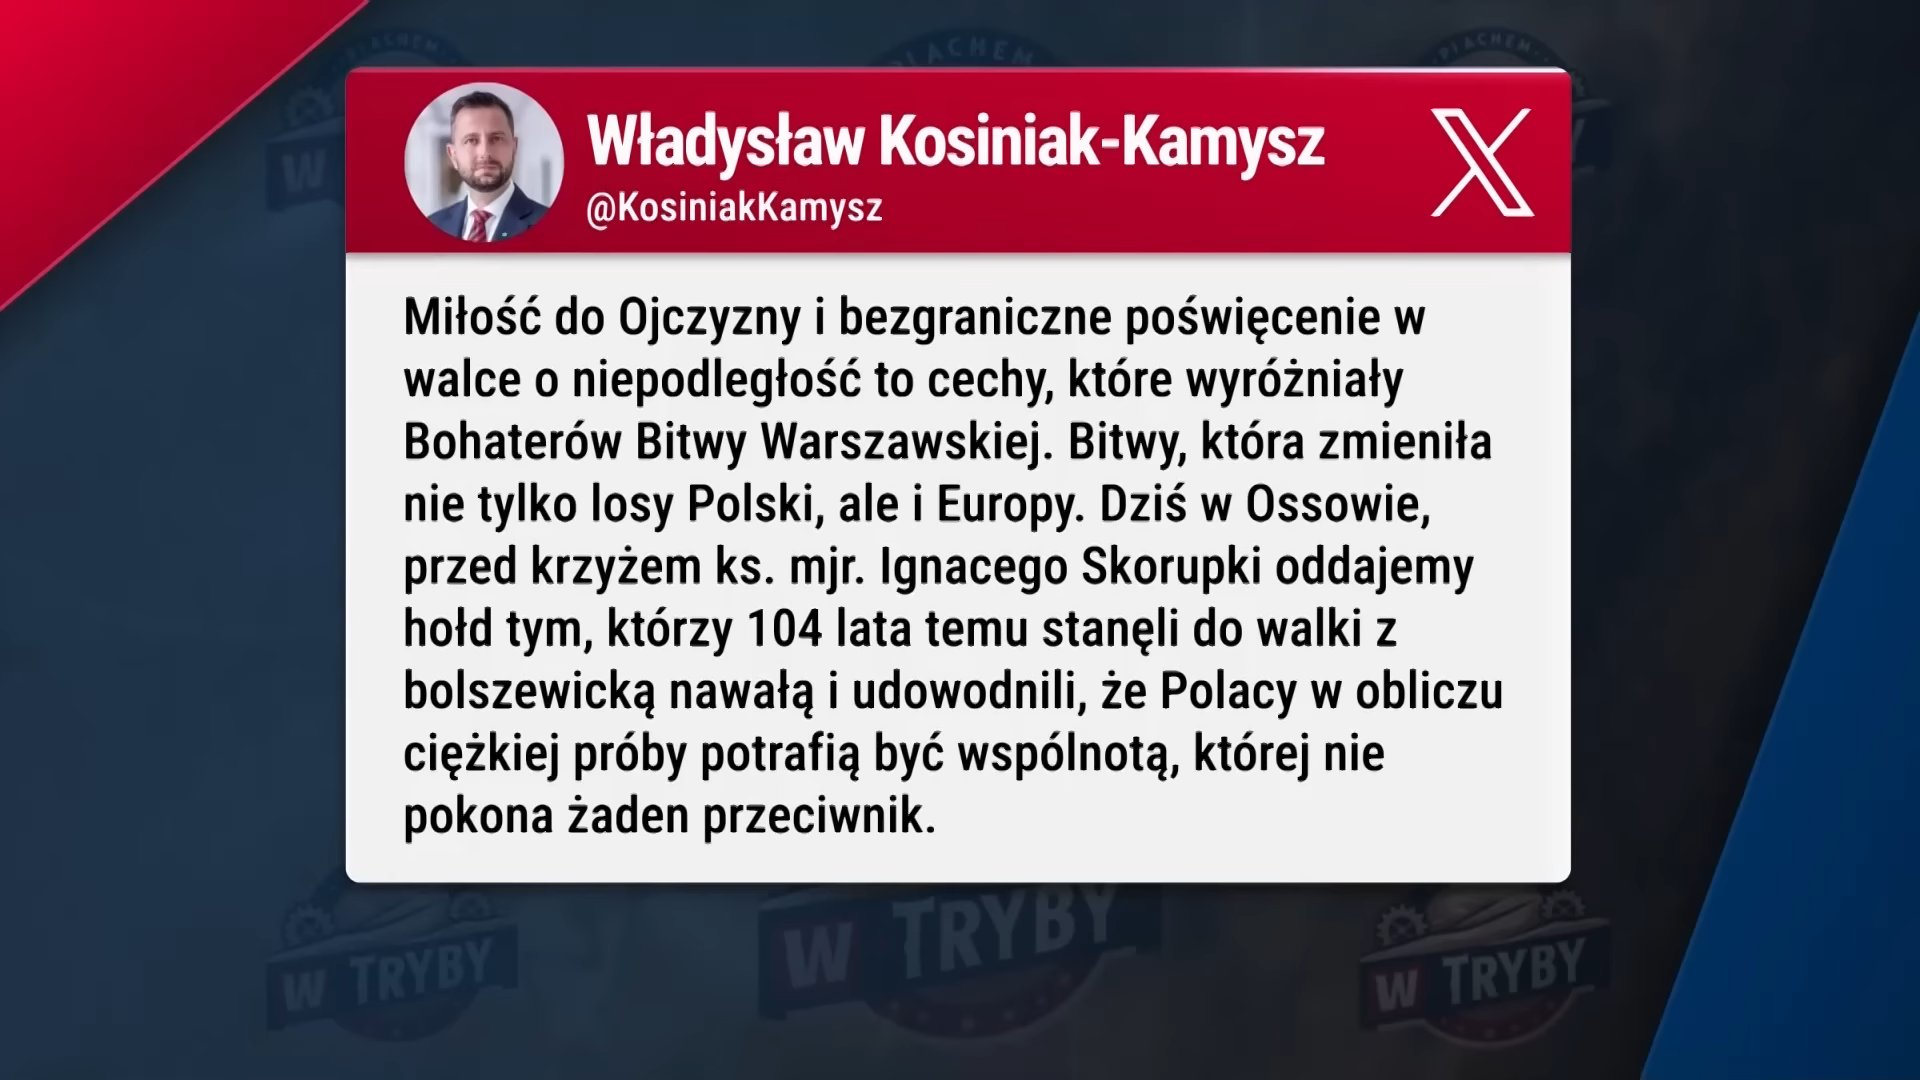 PIACHEM
PIACHEM
PIACHEM
W
Władysław Kosiniak-Kamysz
@KosiniakKamysz
Miłość do Ojczyzny i bezgraniczne poświęcenie w
walce o niepodległość to cechy, które wyróżniały
Bohaterów Bitwy Warszawskiej. Bitwy, która zmieniła
nie tylko losy Polski, ale i Europy. Dziś w Ossowie,
przed krzyżem ks. mjr. Ignacego Skorupki oddajemy
hołd tym, którzy 104 lata temu stanęli do walki z
bolszewicką nawałą i udowodnili, że Polacy w obliczu
ciężkiej próby potrafią być wspólnotą, której nie
pokona żaden przeciwnik.
W TRYBY
W TRYBY
W TRYBY